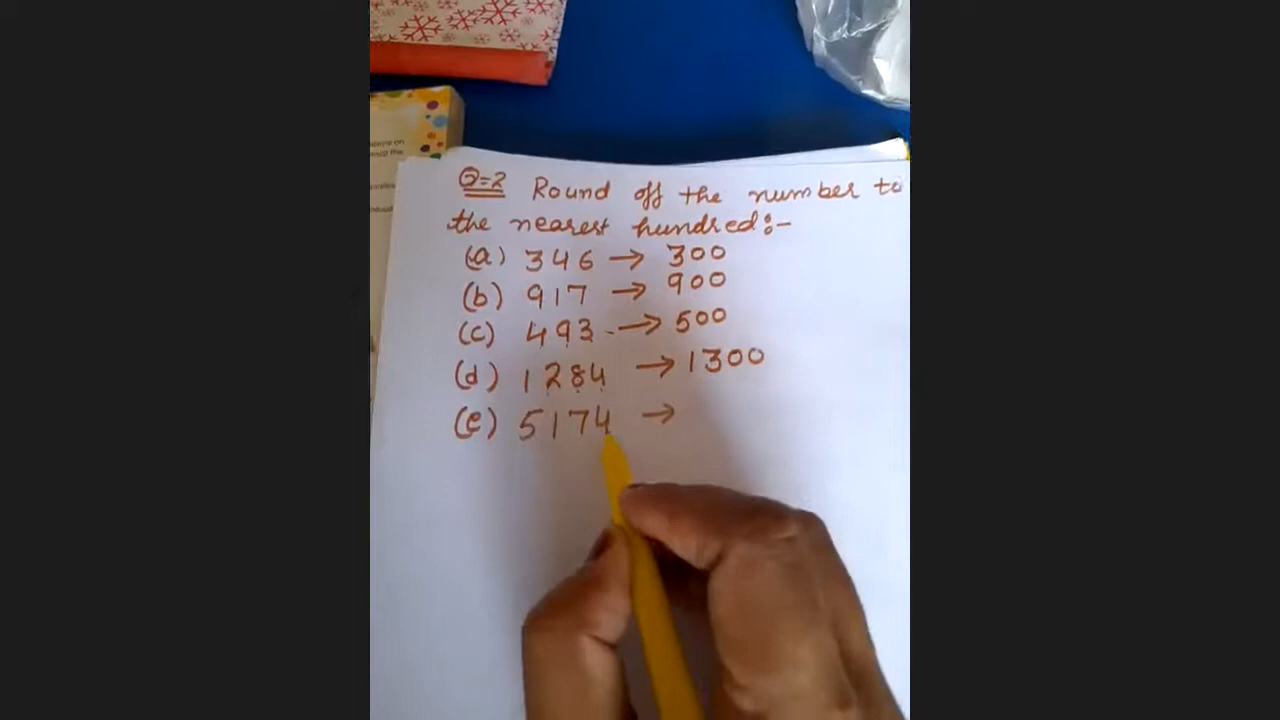 Q=2 Round off the number to
the nearest hundred:-
(a) 346 → 300
(b) 917 → 900
(c) 493 → 500
(d) 1284 → 1300
(e) 5174 →